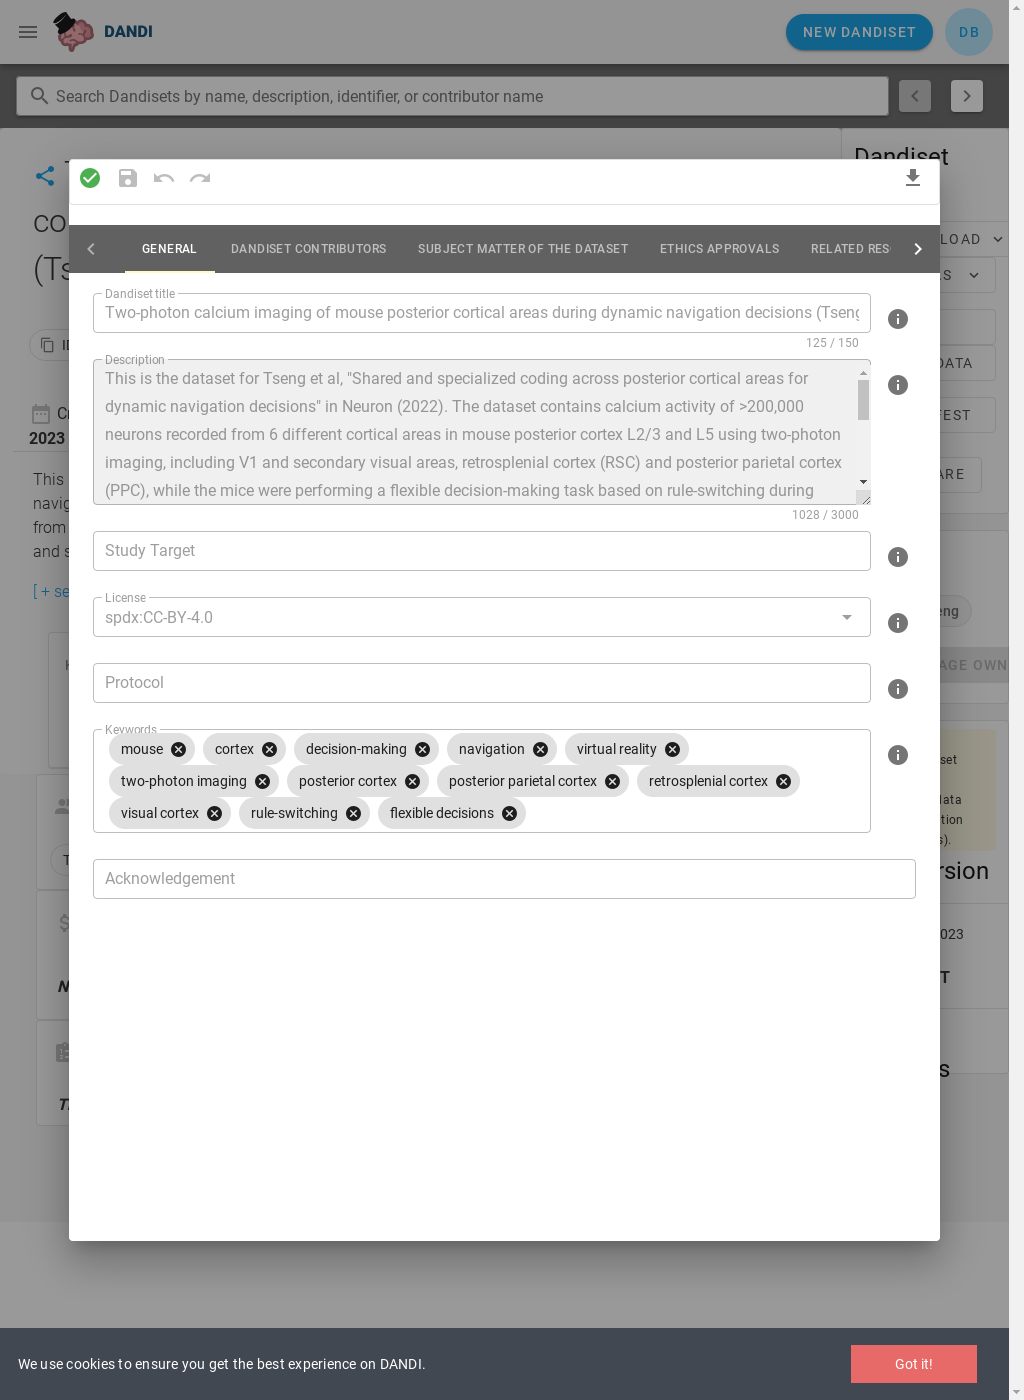 DANDI
NEW DANDISET
DB
Search Dandisets by name, description, identifier, or contributor name
Dandiset
GENERAL
DANDISET CONTRIBUTORS
SUBJECT MATTER OF THE DATASET
ETHICS APPROVALS
RELATED RES
Dandiset title
Two-photon calcium imaging of mouse posterior cortical areas during dynamic navigation decisions (Tseng
125 / 150
Description
This is the dataset for Tseng et al, "Shared and specialized coding across posterior cortical areas for
dynamic navigation decisions" in Neuron (2022). The dataset contains calcium activity of >200,000
neurons recorded from 6 different cortical areas in mouse posterior cortex L2/3 and L5 using two-photon
imaging, including V1 and secondary visual areas, retrosplenial cortex (RSC) and posterior parietal cortex
(PPC), while the mice were performing a flexible decision-making task based on rule-switching during
1028 / 3000
Study Target
License
spdx:CC-BY-4.0
Protocol
Keywords
mouse
cortex
decision-making
navigation
virtual reality
two-photon imaging
posterior cortex
posterior parietal cortex
retrosplenial cortex
visual cortex
rule-switching
flexible decisions
Acknowledgement
CO
(Ts
2023
This
navig
from
and s
[ + se
LOAD
S
DATA
EST
ARE
eng
AGE OWN
set
lata
tion
s).
rsion
023
T
s
We use cookies to ensure you get the best experience on DANDI.
Got it!